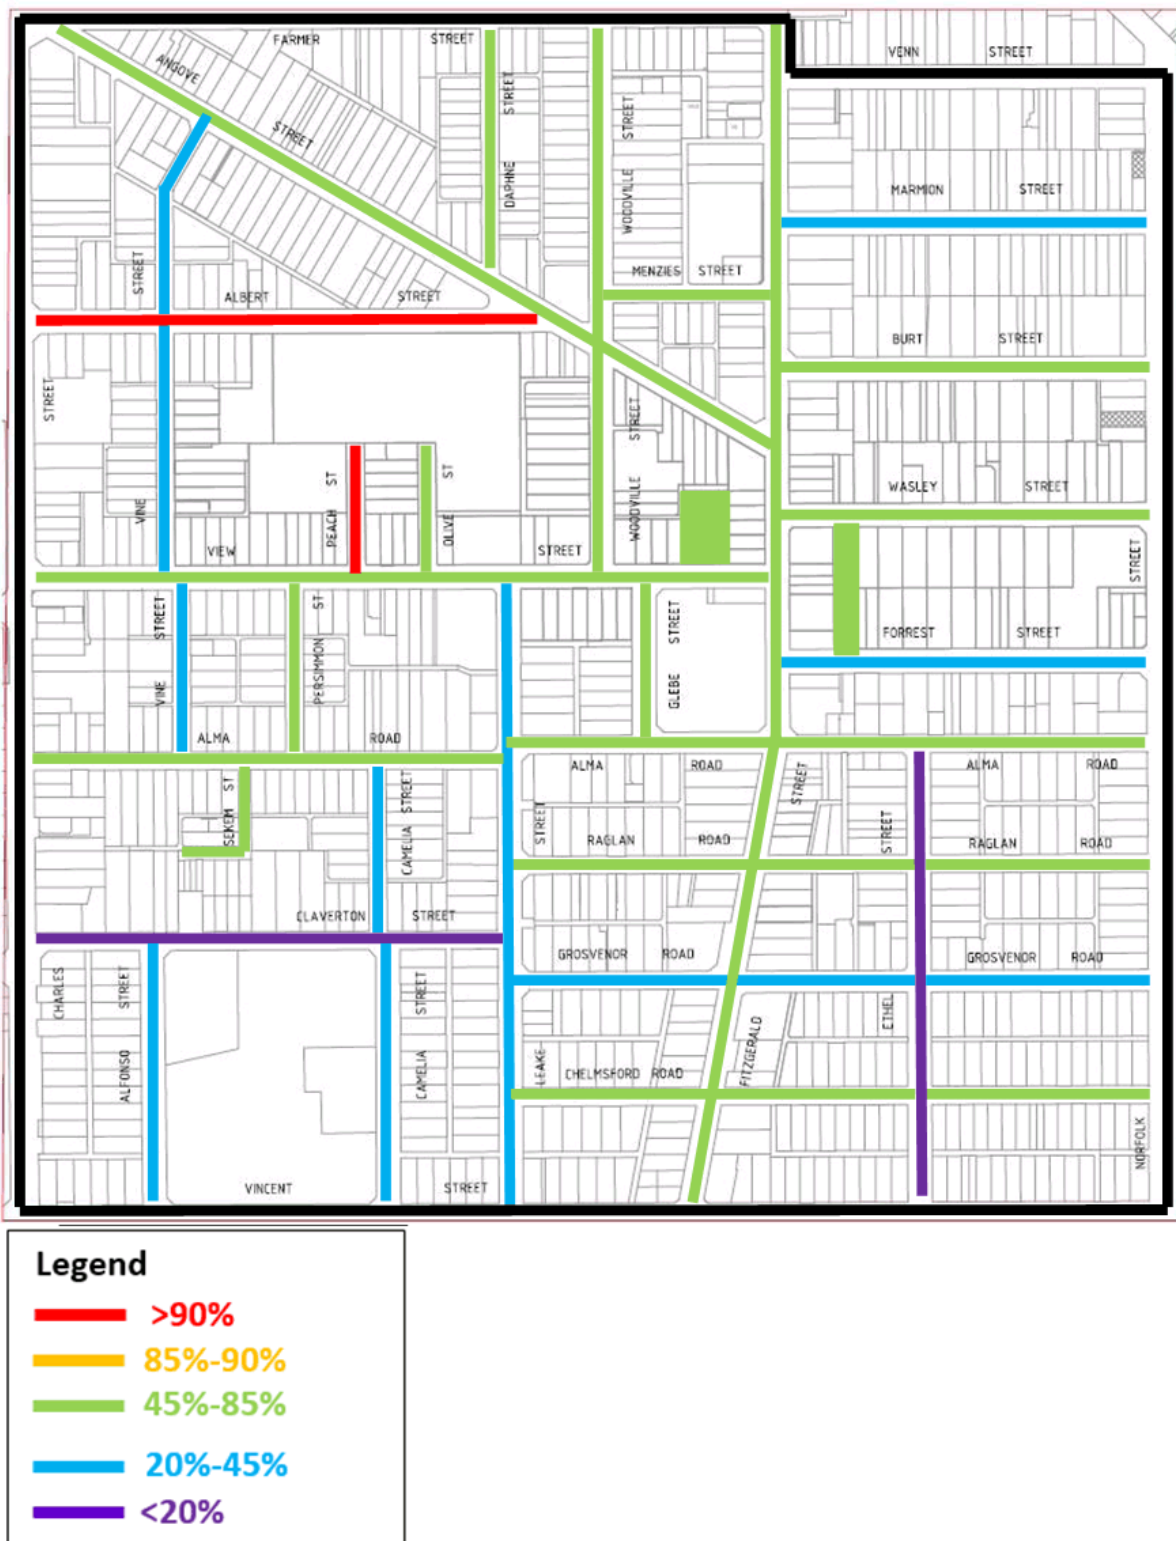 FARMER STREET
VENN STREET
ANGOVE
STREET
DAPHNE STREET
WOODVILLE STREET
MARMION STREET
STREET
MENZIES STREET
ALBERT STREET
BURT STREET
STREET
WOODVILLE STREET
VINE
PEACH ST
OLIVE ST
WASLEY STREET
VIEW STREET
STREET
VINE STREET
PERSIMMON ST
GLEBE STREET
FORREST STREET
ALMA ROAD
ALMA ROAD
STREET
ALMA ROAD
SEKEM ST
CAMELIA STREET
STREET
RAGLAN ROAD
STREET
RAGLAN ROAD
CLAVERTON STREET
GROSVENOR ROAD
GROSVENOR ROAD
CHARLES
ALFONSO STREET
CAMELIA STREET
LEAKE
CHELMSFORD ROAD
FITZGERALD
ETHEL
NORFOLK
VINCENT STREET
Legend
>90%
85%-90%
45%-85%
20%-45%
<20%